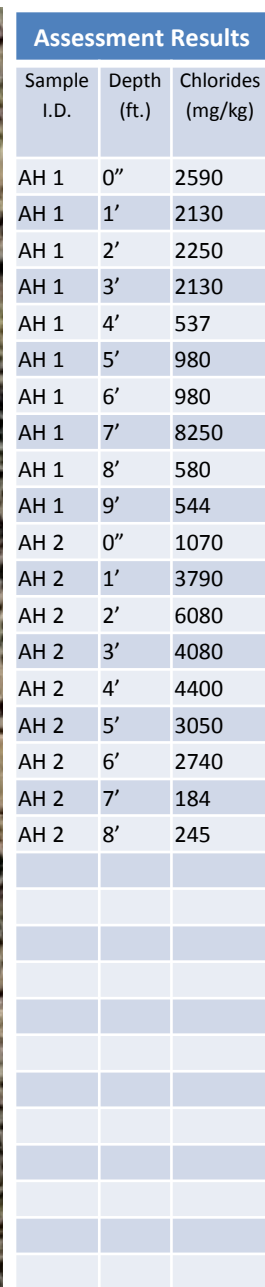 Assessment Results
Sample I.D. Depth (ft.) Chlorides (mg/kg)
AH 1 0” 2590
AH 1 1’ 2130
AH 1 2’ 2250
AH 1 3’ 2130
AH 1 4’ 537
AH 1 5’ 980
AH 1 6’ 980
AH 1 7’ 8250
AH 1 8’ 580
AH 1 9’ 544
AH 2 0” 1070
AH 2 1’ 3790
AH 2 2’ 6080
AH 2 3’ 4080
AH 2 4’ 4400
AH 2 5’ 3050
AH 2 6’ 2740
AH 2 7’ 184
AH 2 8’ 245